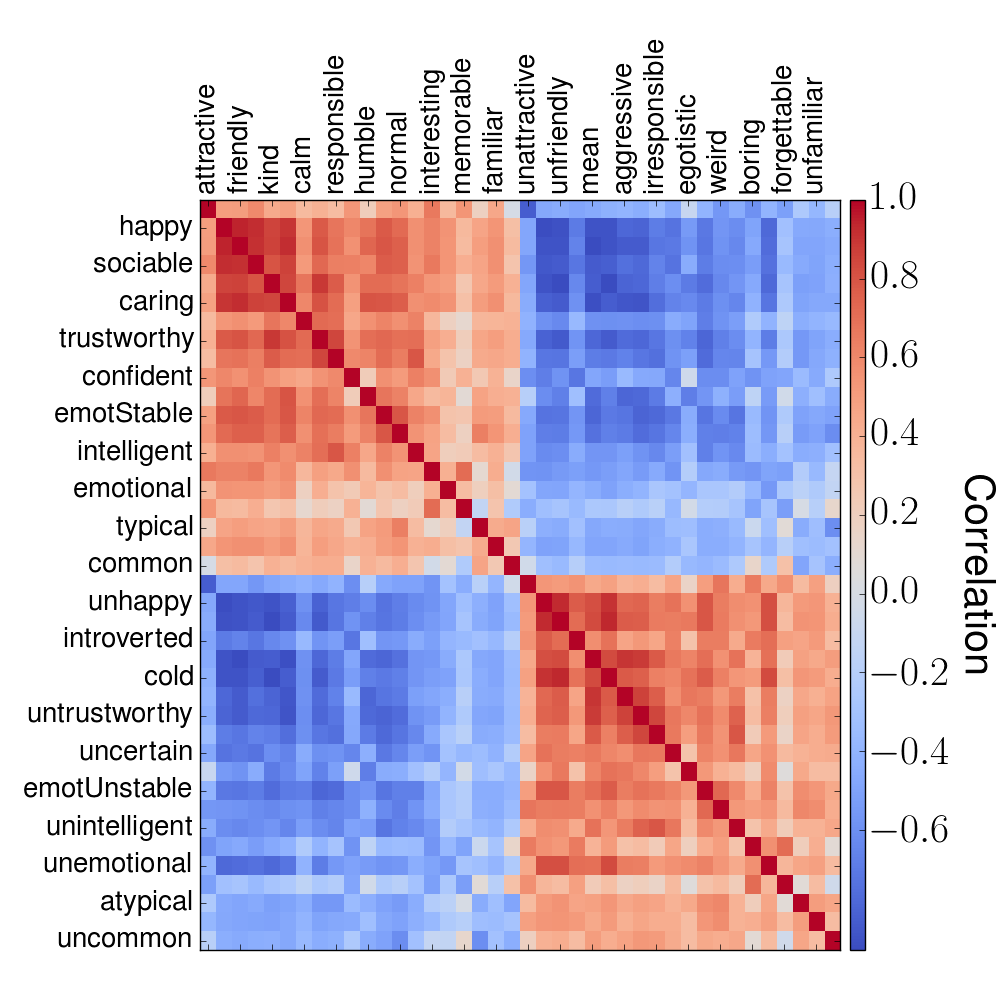 attractive
friendly
kind
calm
responsible
humble
normal
interesting
memorable
familiar
unattractive
unfriendly
mean
aggressive
irresponsible
egotistic
weird
boring
forgettable
unfamiliar
happy
sociable
caring
trustworthy
confident
emotStable
intelligent
emotional
typical
common
unhappy
introverted
cold
untrustworthy
uncertain
emotUnstable
unintelligent
unemotional
atypical
uncommon
1.0
0.8
0.6
0.4
0.2
0.0
−0.2
−0.4
−0.6
Correlation